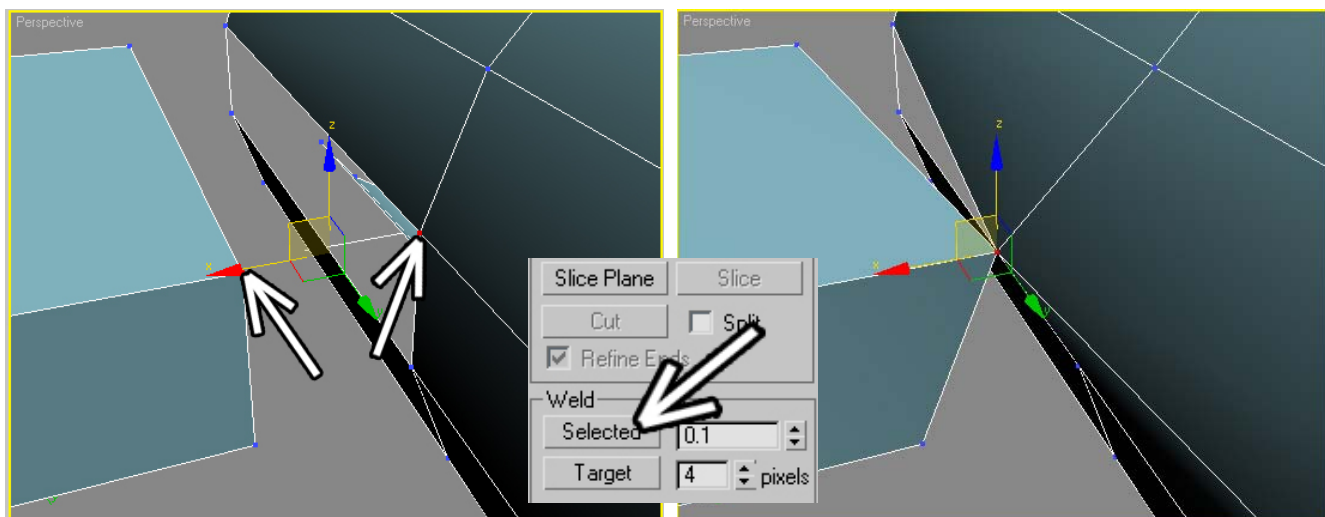 Perspective
z
x
Slice Plane
Slice
Cut
Split
Refine Ends
Weld
Selected
0.1
Target
4
pixels
Perspective
z
x
y